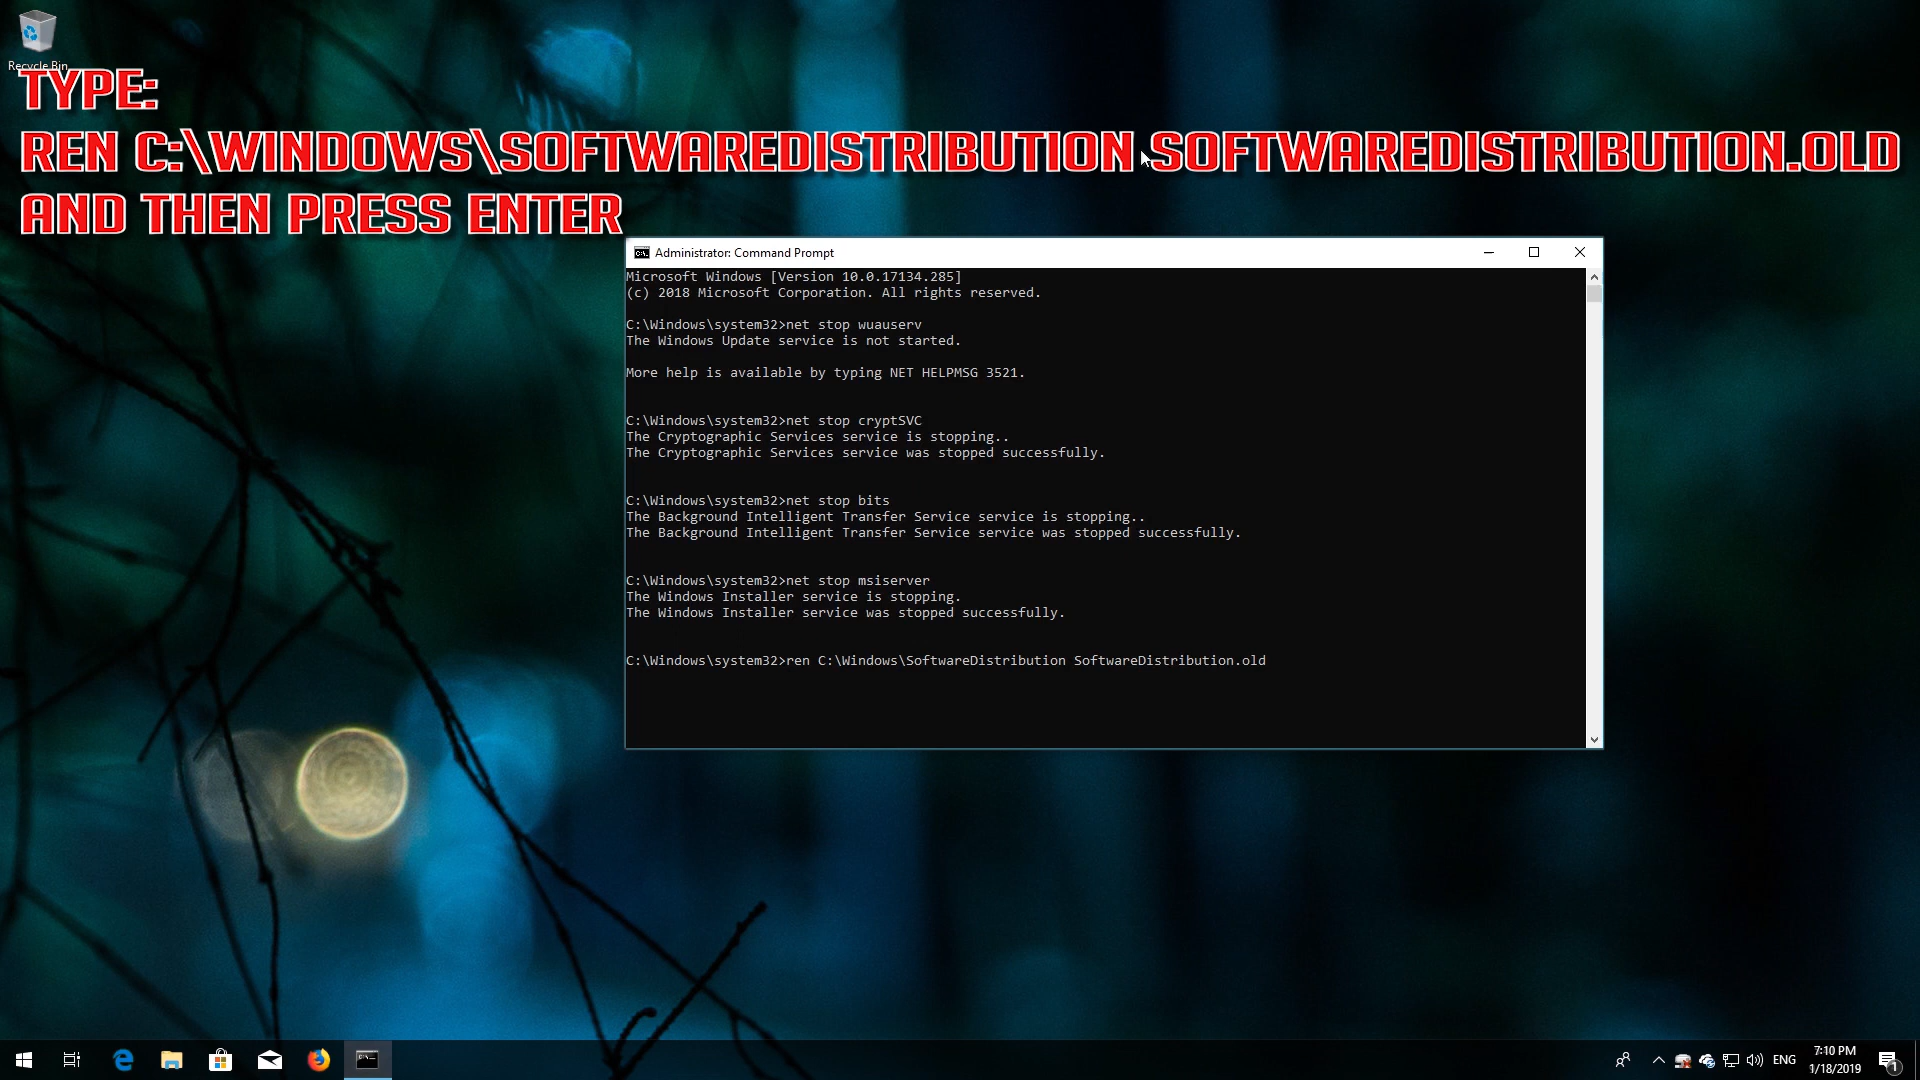 Recycle Bin
TYPE:
REN C:\WINDOWS\SOFTWAREDISTRIBUTION SOFTWAREDISTRIBUTION.OLD
AND THEN PRESS ENTER
Administrator: Command Prompt
Microsoft Windows [Version 10.0.17134.285]
(c) 2018 Microsoft Corporation. All rights reserved.
C:\Windows\system32>net stop wuauserv
The Windows Update service is not started.
More help is available by typing NET HELPMSG 3521.
C:\Windows\system32>net stop cryptSVC
The Cryptographic Services service is stopping..
The Cryptographic Services service was stopped successfully.
C:\Windows\system32>net stop bits
The Background Intelligent Transfer Service service is stopping..
The Background Intelligent Transfer Service service was stopped successfully.
C:\Windows\system32>net stop msiserver
The Windows Installer service is stopping.
The Windows Installer service was stopped successfully.
C:\Windows\system32>ren C:\Windows\SoftwareDistribution SoftwareDistribution.old
ENG
7:10 PM
1/18/2019
1